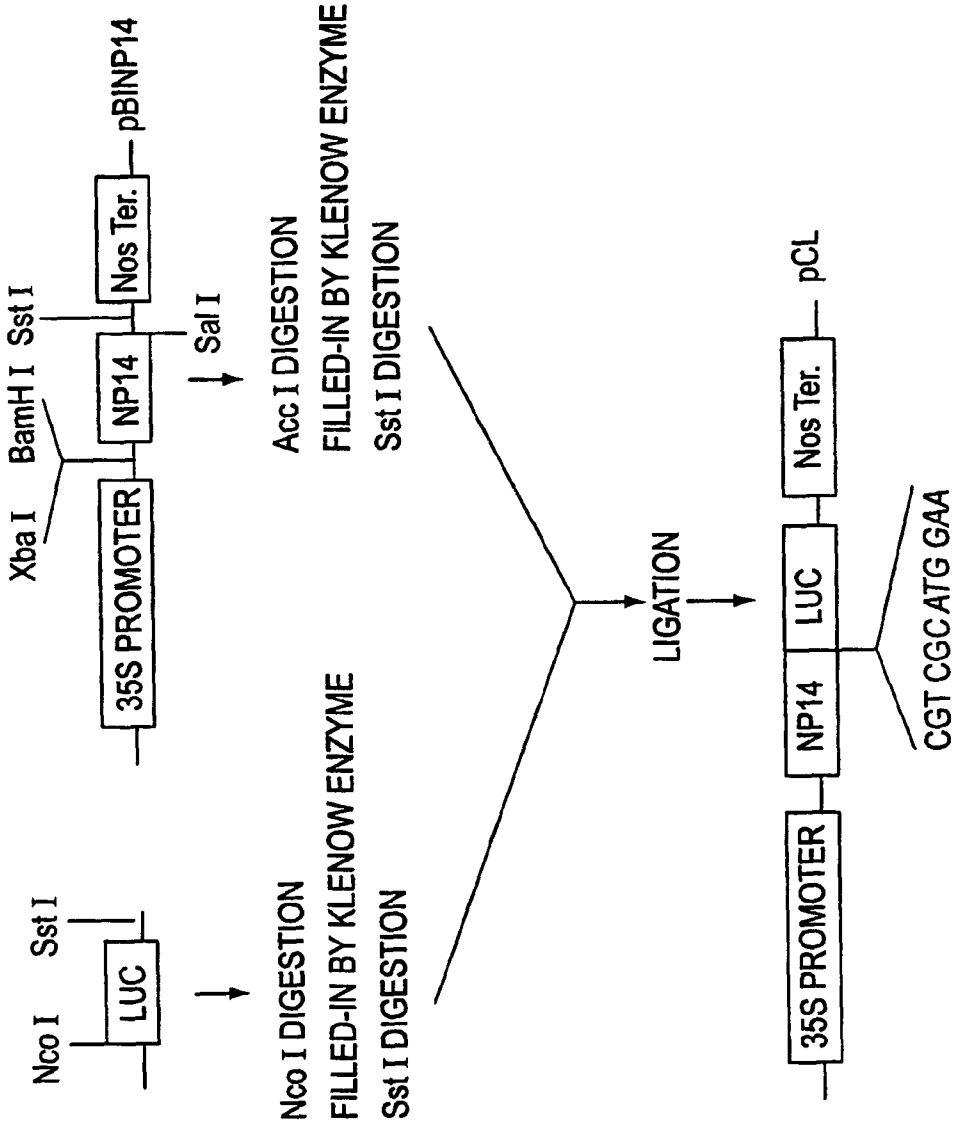 Nco I
Sst I
LUC
Nco I DIGESTION
FILLED-IN BY KLENOW ENZYME
Sst I DIGESTION
Xba I
BamH I
Sst I
35S PROMOTER
NP14
Nos Ter.
pBINP14
Sal I
Acc I DIGESTION
FILLED-IN BY KLENOW ENZYME
Sst I DIGESTION
LIGATION
35S PROMOTER
NP14
LUC
Nos Ter.
pCL
CGT CGC ATG GAA